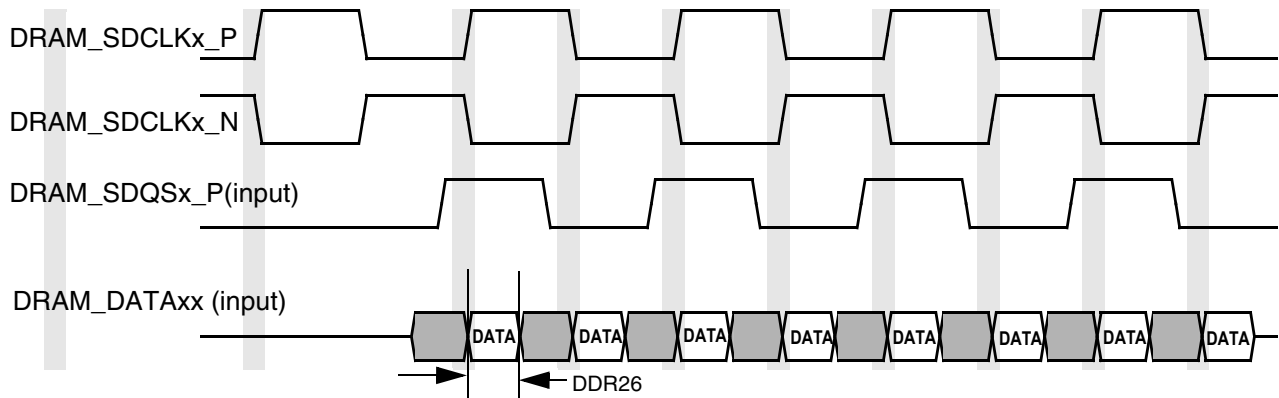 DRAM_SDCLKx_P
DRAM_SDCLKx_N
DRAM_SDQSx_P(input)
DRAM_DATAxx (input)
DATA DATA DATA DATA DATA DATA DATA DATA
DDR26